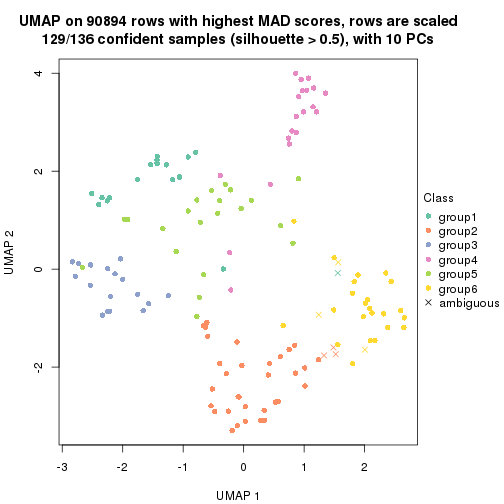 UMAP on 90894 rows with highest MAD scores, rows are scaled
129/136 confident samples (silhouette > 0.5), with 10 PCs
4
2
0
-2
UMAP 2
-3
-2
-1
0
1
2
UMAP 1
Class
group1
group2
group3
group4
group5
group6
ambiguous